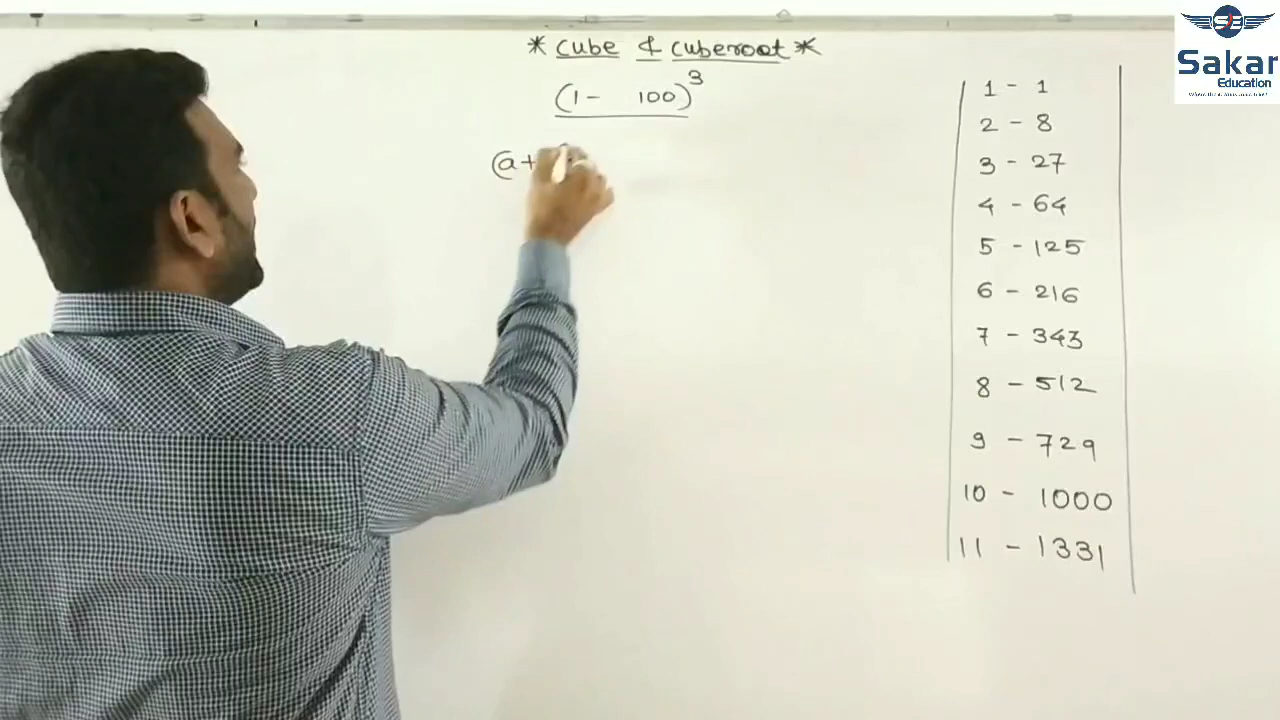 * Cube & cuberoot *
(1 - 100)³
(a+
1 - 1
2 - 8
3 - 27
4 - 64
5 - 125
6 - 216
7 - 343
8 - 512
9 - 729
10 - 1000
11 - 1331
Sakar
Education